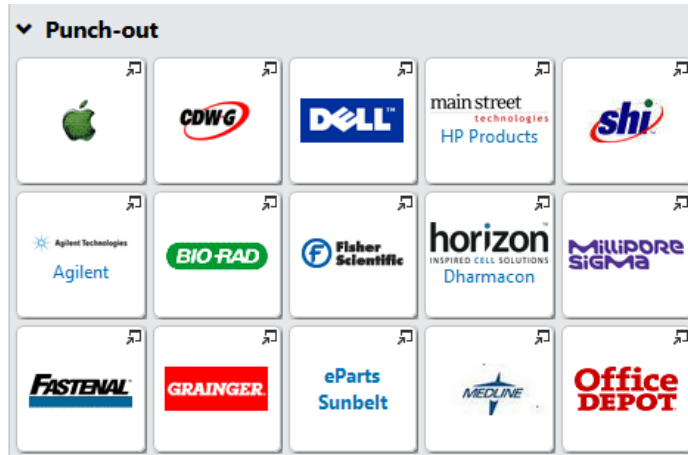 Punch-out
CDW·G
DELL™
main street
technologies
HP Products
shi
Agilent Technologies
Agilent
BIO-RAD
Fisher
Scientific
horizon
INSPIRED CELL SOLUTIONS
Dharmacon
MILLIPORE
SIGMA
FASTENAL
GRAINGER
eParts
Sunbelt
MEDLINE
Office
DEPOT